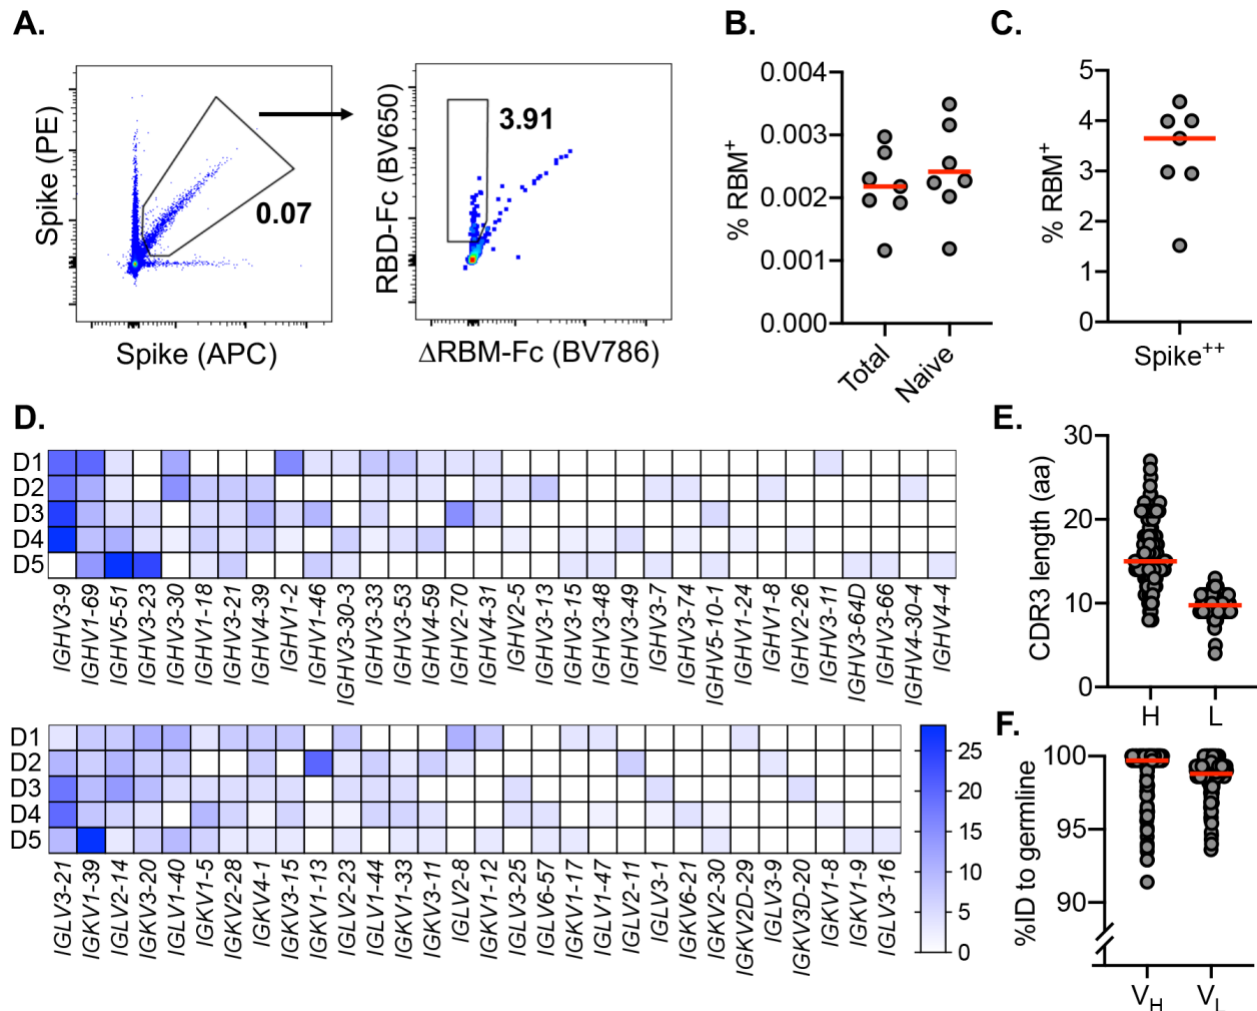 A.
Spike (PE)
0.07
Spike (APC)
RBD-Fc (BV650)
3.91
ΔRBM-Fc (BV786)
B.
% RBM+
0.004
0.003
0.002
0.001
0.000
Total
Naive
C.
% RBM+
5
4
3
2
1
0
Spike++
D.
D1
D2
D3
D4
D5
IGHV3-9
IGHV1-69
IGHV5-51
IGHV3-23
IGHV3-30
IGHV1-18
IGHV3-21
IGHV4-39
IGHV1-2
IGHV1-46
IGHV3-30-3
IGHV3-33
IGHV3-53
IGHV4-59
IGHV2-70
IGHV4-31
IGHV2-5
IGHV3-13
IGHV3-15
IGHV3-48
IGHV3-49
IGHV3-7
IGHV3-74
IGHV5-10-1
IGHV1-24
IGHV1-8
IGHV2-26
IGHV3-11
IGHV3-64D
IGHV3-66
IGHV4-30-4
IGHV4-4
D1
D2
D3
D4
D5
IGLV3-21
IGKV1-39
IGLV2-14
IGKV3-20
IGLV1-40
IGKV1-5
IGKV2-28
IGKV4-1
IGKV3-15
IGKV1-13
IGLV2-23
IGLV1-44
IGKV1-33
IGKV3-11
IGLV2-8
IGKV1-12
IGLV3-25
IGLV6-57
IGKV1-17
IGLV1-47
IGLV2-11
IGLV3-1
IGKV6-21
IGKV2-30
IGKV2D-29
IGLV3-9
IGKV3D-20
IGKV1-8
IGKV1-9
IGLV3-16
25
20
15
10
5
0
E.
CDR3 length (aa)
30
20
10
0
H
L
F.
%ID to germline
100
95
90
VH
VL